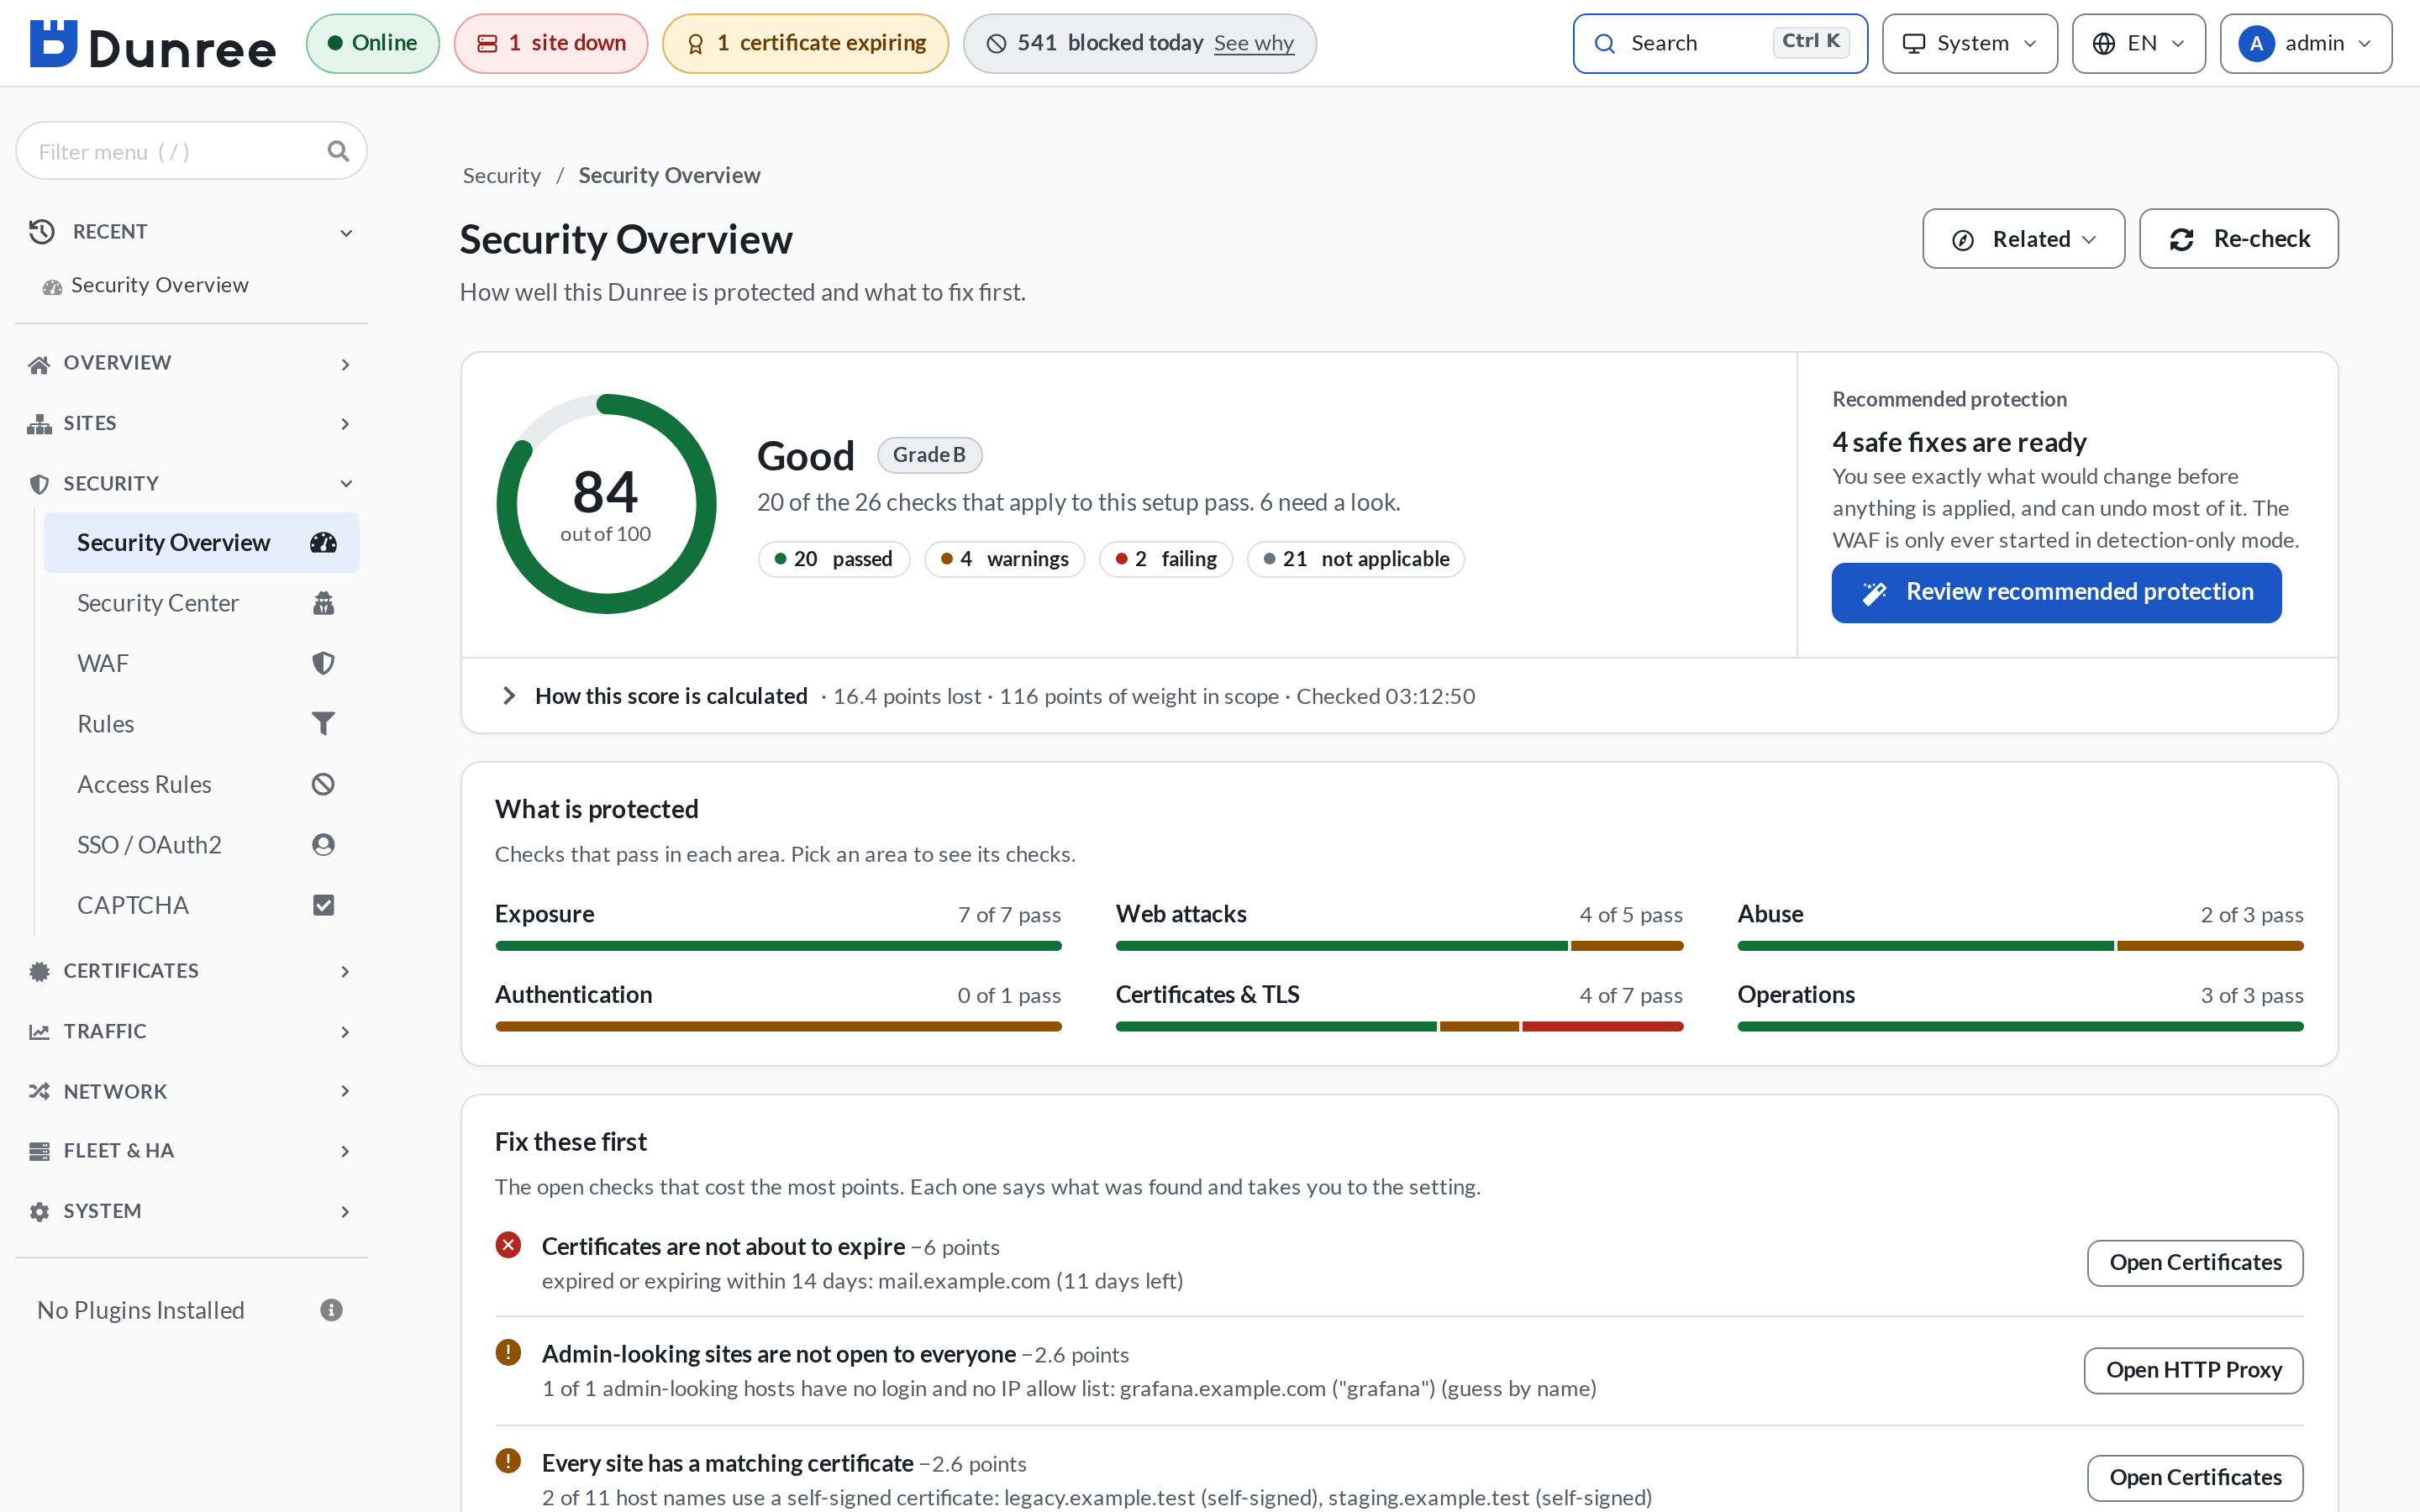 Dunree
Online
1 site down
1 certificate expiring
541 blocked today See why
Search Ctrl K
System
EN
A admin
Filter menu ( / )
RECENT
Security Overview
OVERVIEW
SITES
SECURITY
Security Overview
Security Center
WAF
Rules
Access Rules
SSO / OAuth2
CAPTCHA
CERTIFICATES
TRAFFIC
NETWORK
FLEET & HA
SYSTEM
No Plugins Installed
Security / Security Overview
Security Overview
How well this Dunree is protected and what to fix first.
Related
Re-check
84
out of 100
Good Grade B
20 of the 26 checks that apply to this setup pass. 6 need a look.
20 passed
4 warnings
2 failing
21 not applicable
Recommended protection
4 safe fixes are ready
You see exactly what would change before
anything is applied, and can undo most of it. The
WAF is only ever started in detection-only mode.
Review recommended protection
How this score is calculated · 16.4 points lost · 116 points of weight in scope · Checked 03:12:50
What is protected
Checks that pass in each area. Pick an area to see its checks.
Exposure 7 of 7 pass
Web attacks 4 of 5 pass
Abuse 2 of 3 pass
Authentication 0 of 1 pass
Certificates & TLS 4 of 7 pass
Operations 3 of 3 pass
Fix these first
The open checks that cost the most points. Each one says what was found and takes you to the setting.
Certificates are not about to expire −6 points
expired or expiring within 14 days: mail.example.com (11 days left)
Open Certificates
Admin-looking sites are not open to everyone −2.6 points
1 of 1 admin-looking hosts have no login and no IP allow list: grafana.example.com ("grafana") (guess by name)
Open HTTP Proxy
Every site has a matching certificate −2.6 points
2 of 11 host names use a self-signed certificate: legacy.example.test (self-signed), staging.example.test (self-signed)
Open Certificates